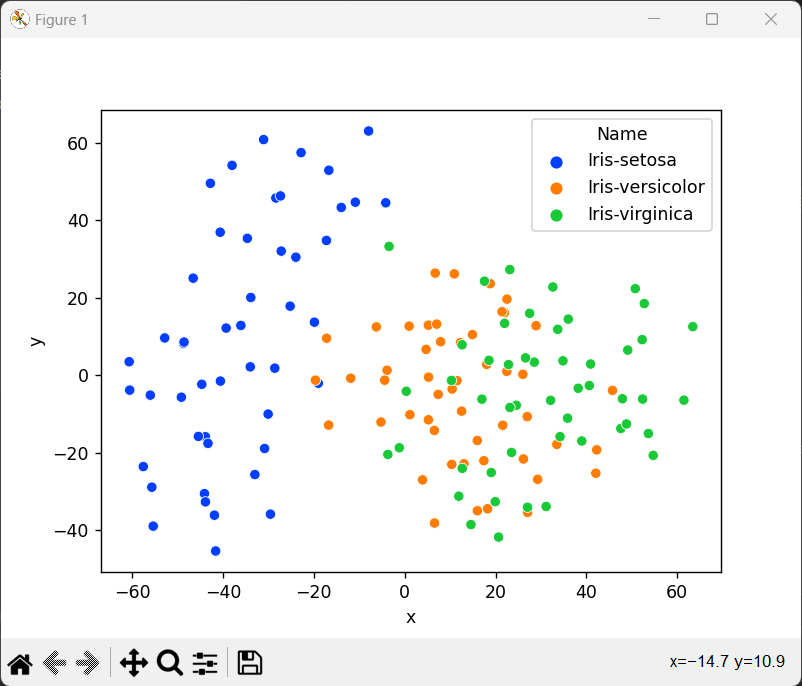 Figure 1
Name
Iris-setosa
Iris-versicolor
Iris-virginica
60
40
20
0
−20
−40
y
−60 −40 −20 0 20 40 60
x
x=−14.7 y=10.9